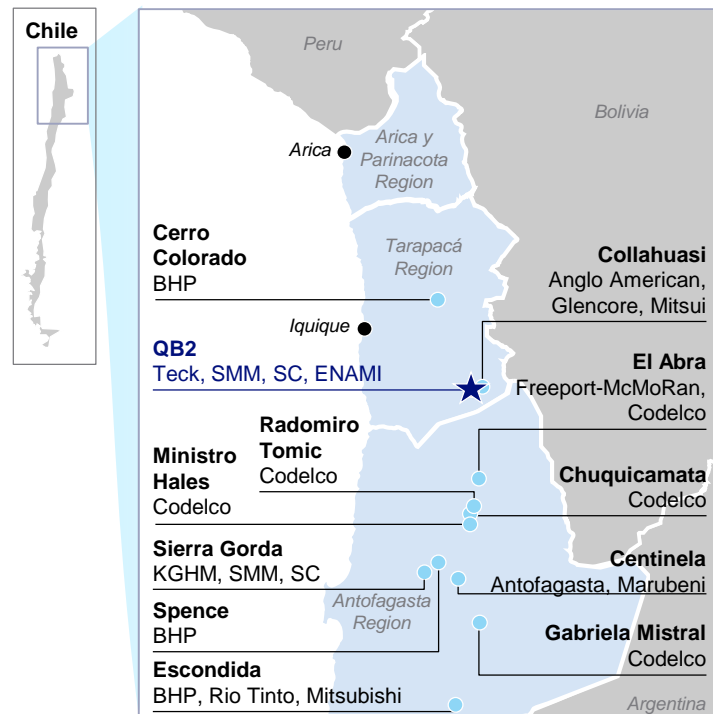 Chile
Peru
Bolivia
Arica
Arica y
Parinacota
Region
Cerro
Colorado
BHP
Tarapacá
Region
Collahuasi
Anglo American,
Glencore, Mitsui
Iquique
QB2
Teck, SMM, SC, ENAMI
El Abra
Freeport-McMoRan,
Codelco
Radomiro
Tomic
Codelco
Ministro
Hales
Codelco
Chuquicamata
Codelco
Sierra Gorda
KGHM, SMM, SC
Centinela
Antofagasta, Marubeni
Antofagasta
Region
Spence
BHP
Gabriela Mistral
Codelco
Escondida
BHP, Rio Tinto, Mitsubishi
Argentina